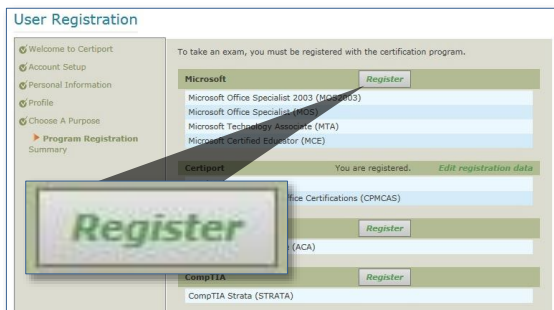 User Registration
Welcome to Certiport
Account Setup
Personal Information
Profile
Choose A Purpose
Program Registration
Summary
To take an exam, you must be registered with the certification program.
Microsoft Register
Microsoft Office Specialist 2003 (MOS2003)
Microsoft Office Specialist (MOS)
Microsoft Technology Associate (MTA)
Microsoft Certified Educator (MCE)
Certiport You are registered. Edit registration data
Certifications (CPMCAS)
Register
Register
(ACA)
CompTIA Register
CompTIA Strata (STRATA)